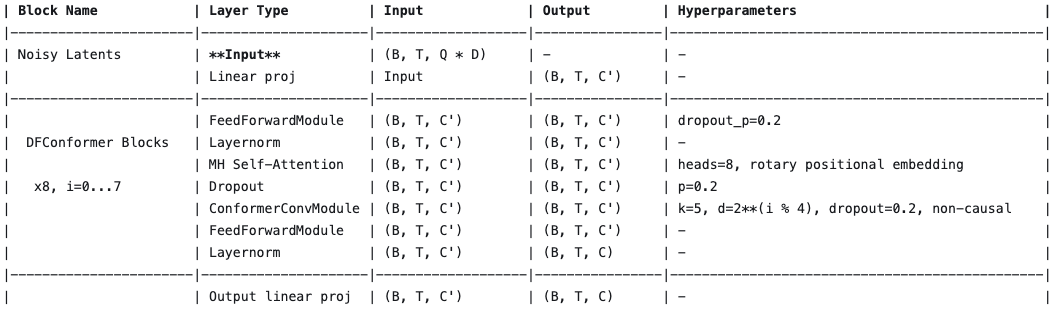 | Block Name | Layer Type | Input | Output | Hyperparameters |
|-----------------------|--------------------|-------------------|----------------|-----------------------------------------------|
| Noisy Latents | **Input** | (B, T, Q * D) | - | - |
| | Linear proj | Input | (B, T, C') | - |
|-----------------------|--------------------|-------------------|----------------|-----------------------------------------------|
| | FeedForwardModule | (B, T, C') | (B, T, C') | dropout_p=0.2 |
| DFConformer Blocks | Layernorm | (B, T, C') | (B, T, C') | - |
| | MH Self-Attention | (B, T, C') | (B, T, C') | heads=8, rotary positional embedding |
| x8, i=0...7 | Dropout | (B, T, C') | (B, T, C') | p=0.2 |
| | ConformerConvModule | (B, T, C') | (B, T, C') | k=5, d=2**(i % 4), dropout=0.2, non-causal |
| | FeedForwardModule | (B, T, C') | (B, T, C') | - |
| | Layernorm | (B, T, C') | (B, T, C) | - |
|-----------------------|--------------------|-------------------|----------------|-----------------------------------------------|
| | Output linear proj | (B, T, C') | (B, T, C) | - |